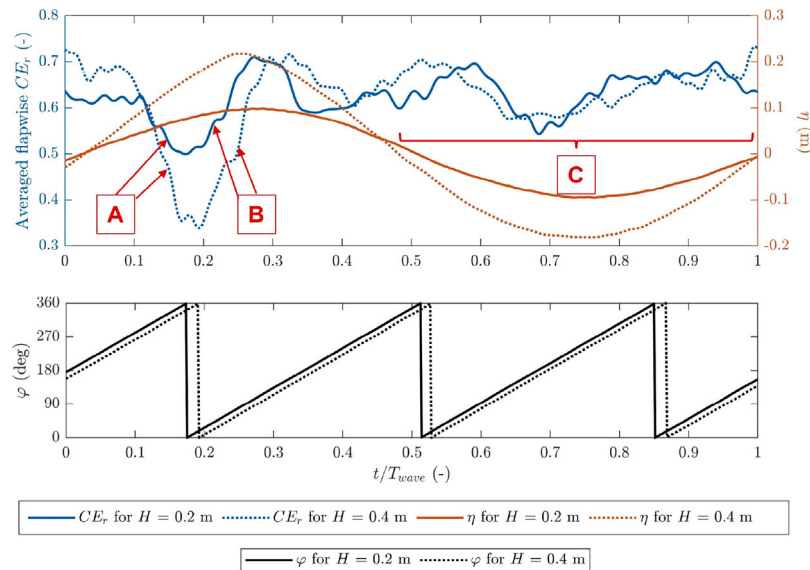 Averaged flapwise CE_r (-)
0.8
0.7
0.6
0.5
0.4
0.3
0.3
0.2
0.1
0
-0.1
-0.2
η (m)
A
B
C
0 0.1 0.2 0.3 0.4 0.5 0.6 0.7 0.8 0.9 1
φ (deg)
360
270
180
90
0
0 0.1 0.2 0.3 0.4 0.5 0.6 0.7 0.8 0.9 1
t/T_wave (-)
CE_r for H = 0.2 m CE_r for H = 0.4 m η for H = 0.2 m η for H = 0.4 m
φ for H = 0.2 m φ for H = 0.4 m